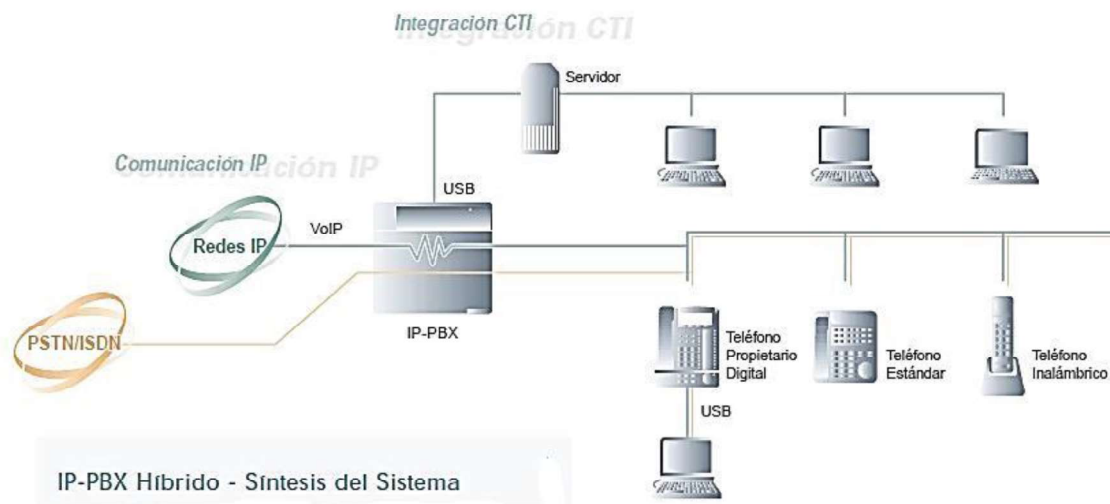 Integración CTI
Servidor
Comunicación IP
USB
VoIP
Redes IP
PSTN/ISDN
IP-PBX
Teléfono
Propietario
Digital
Teléfono
Estándar
Teléfono
Inalámbrico
USB
IP-PBX Híbrido - Síntesis del Sistema